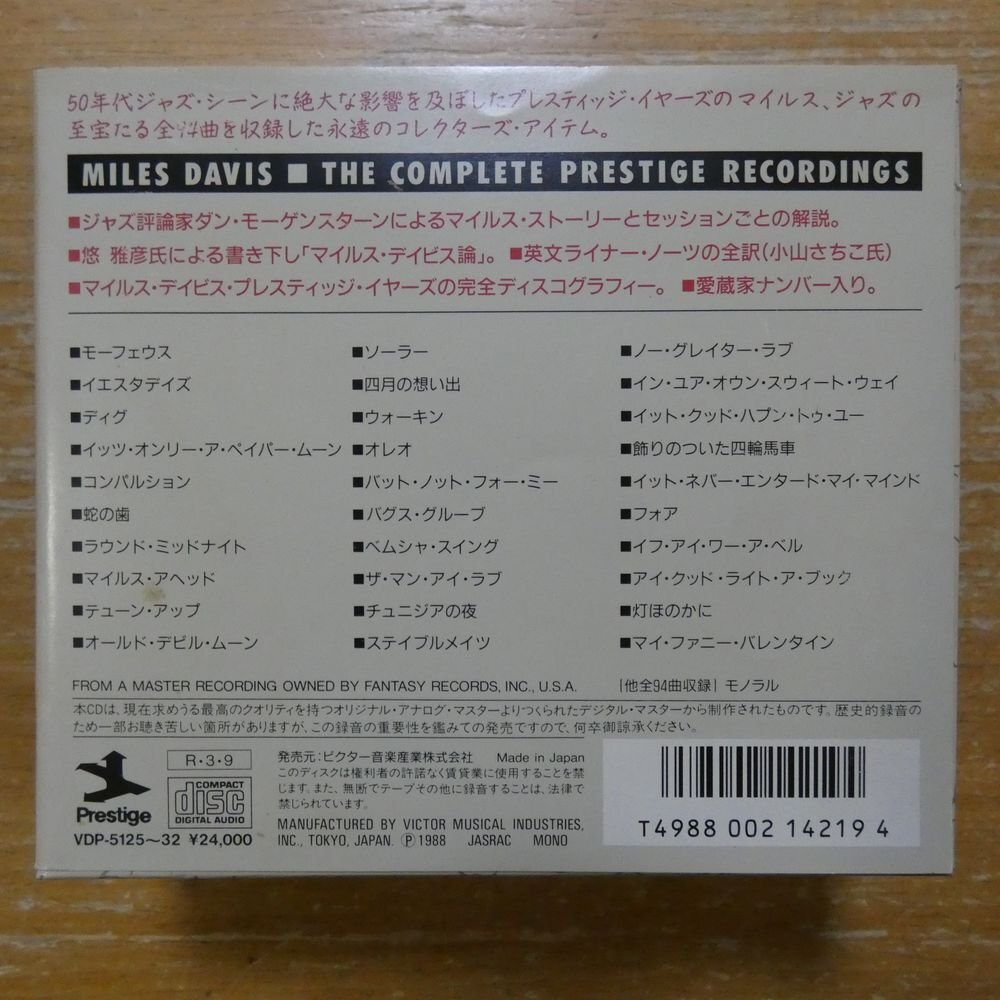 50年代ジャズ・シーンに絶大な影響を及ぼしたプレスティッジ・イヤーズのマイルス、ジャズの
至宝たる全94曲を収録した永遠のコレクターズ・アイテム。
MILES DAVIS ■ THE COMPLETE PRESTIGE RECORDINGS
■ジャズ評論家ダン・モーゲンスターンによるマイルス・ストーリーとセッションごとの解説。
■悠 雅彦氏による書き下し「マイルス・デイビス論」。 ■英文ライナー・ノーツの全訳(小山さちこ氏)
■マイルス・デイビス・プレスティッジ・イヤーズの完全ディスコグラフィー。 ■愛蔵家ナンバー入り。
■モーフェウス
■イエスタデイズ
■ディグ
■イッツ・オンリー・ア・ペイパー・ムーン
■コンパルション
■蛇の歯
■ラウンド・ミッドナイト
■マイルス・アヘッド
■テューン・アップ
■オールド・デビル・ムーン
■ソーラー
■四月の想い出
■ウォーキン
■オレオ
■バット・ノット・フォー・ミー
■バグス・グルーブ
■ベムシャ・スイング
■ザ・マン・アイ・ラブ
■チュニジアの夜
■ステイブルメイツ
■ノー・グレイター・ラブ
■イン・ユア・オウン・スウィート・ウェイ
■イット・クッド・ハプン・トゥ・ユー
■飾りのついた四輪馬車
■イット・ネバー・エンタード・マイ・マインド
■フォア
■イフ・アイ・ワー・ア・ベル
■アイ・クッド・ライト・ア・ブック
■灯ほのかに
■マイ・ファニー・バレンタイン
FROM A MASTER RECORDING OWNED BY FANTASY RECORDS, INC., U.S.A. [他全94曲収録] モノラル
本CDは、現在求めうる最高のクオリティを持つオリジナル・アナログ・マスターよりつくられたデジタル・マスターから制作されたものです。歴史的録音の
ため一部お聴き苦しい箇所がありますが、この録音の重要性を鑑みての発売ですので、何卒御諒承ください。
Prestige
R・3・9
COMPACT
disc
DIGITAL AUDIO
VDP-5125~32 ¥24,000
発売元:ビクター音楽産業株式会社 Made in Japan
このディスクは権利者の許諾なく賃貸業に使用することを禁
じます。また、無断でテープその他に録音することは、法律で
禁じられています。
MANUFACTURED BY VICTOR MUSICAL INDUSTRIES,
INC., TOKYO, JAPAN. Ⓟ1988 JASRAC MONO
T4988 002 14219 4